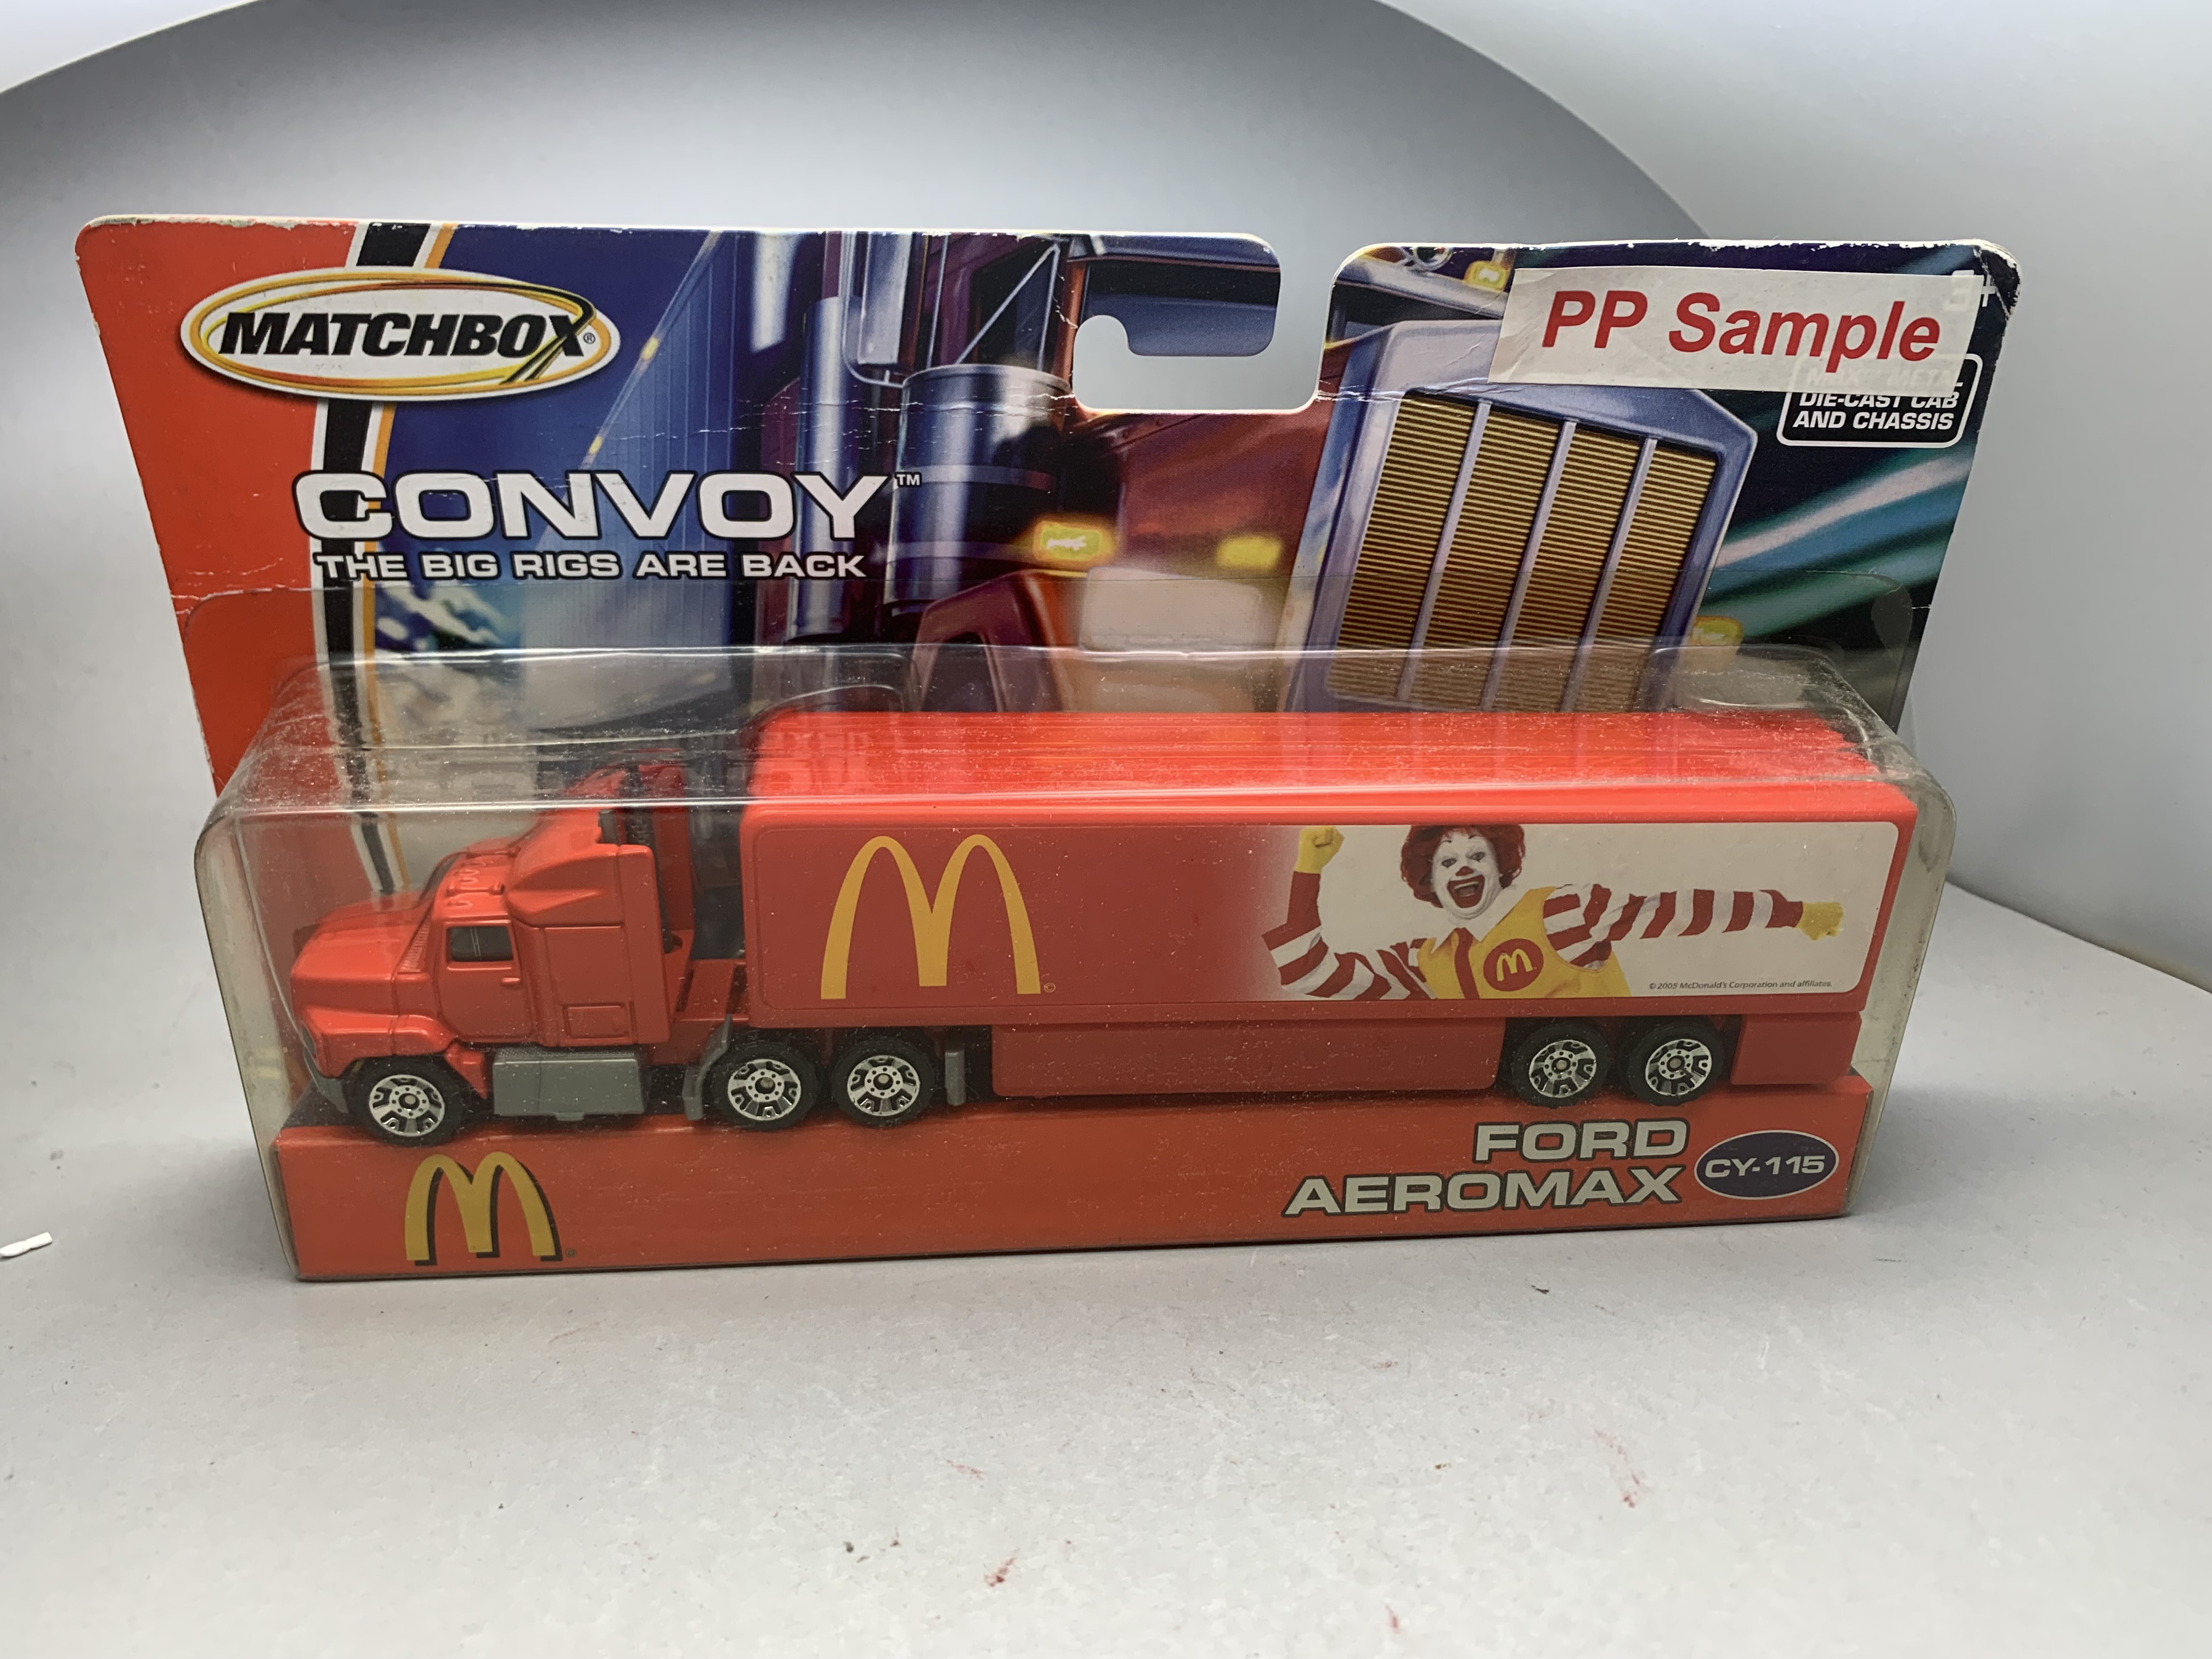 MATCHBOX®
PP Sample
DIE-CAST CAB
AND CHASSIS
CONVOY™
THE BIG RIGS ARE BACK
M©
M
© 2005 McDonald's Corporation and affiliates.
M®
FORD
AEROMAX
CY-115